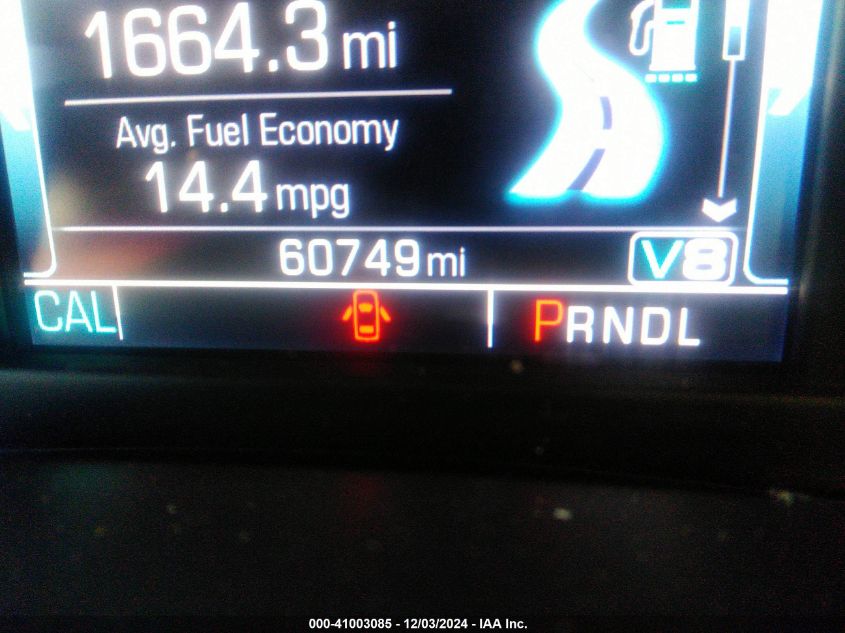 1664.3 mi
Avg. Fuel Economy
14.4 mpg
60749 mi
V8
CAL
PRNDL
000-41003085 - 12/03/2024 - IAA Inc.